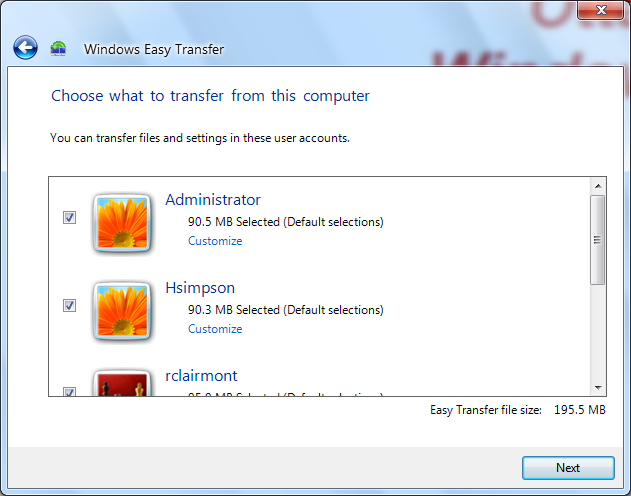 Windows Easy Transfer
Choose what to transfer from this computer
You can transfer files and settings in these user accounts.
Administrator
90.5 MB Selected (Default selections)
Customize
Hsimpson
90.3 MB Selected (Default selections)
Customize
rclairmont
MB Selected (Default selections)
Easy Transfer file size: 195.5 MB
Next